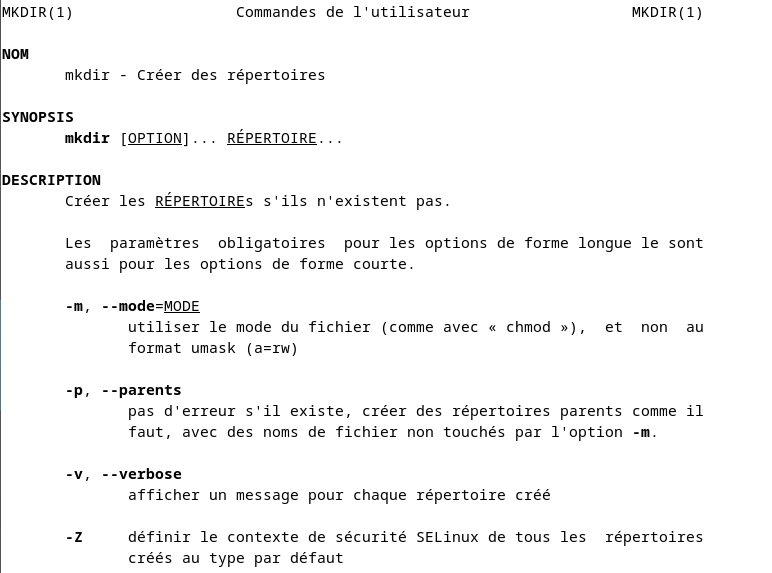 MKDIR(1) Commandes de l'utilisateur MKDIR(1)
NOM
mkdir - Créer des répertoires
SYNOPSIS
mkdir [OPTION]... RÉPERTOIRE...
DESCRIPTION
Créer les RÉPERTOIREs s'ils n'existent pas.
Les paramètres obligatoires pour les options de forme longue le sont
aussi pour les options de forme courte.
-m, --mode=MODE
utiliser le mode du fichier (comme avec « chmod »), et non au
format umask (a=rw)
-p, --parents
pas d'erreur s'il existe, créer des répertoires parents comme il
faut, avec des noms de fichier non touchés par l'option -m.
-v, --verbose
afficher un message pour chaque répertoire créé
-Z définir le contexte de sécurité SELinux de tous les répertoires
créés au type par défaut